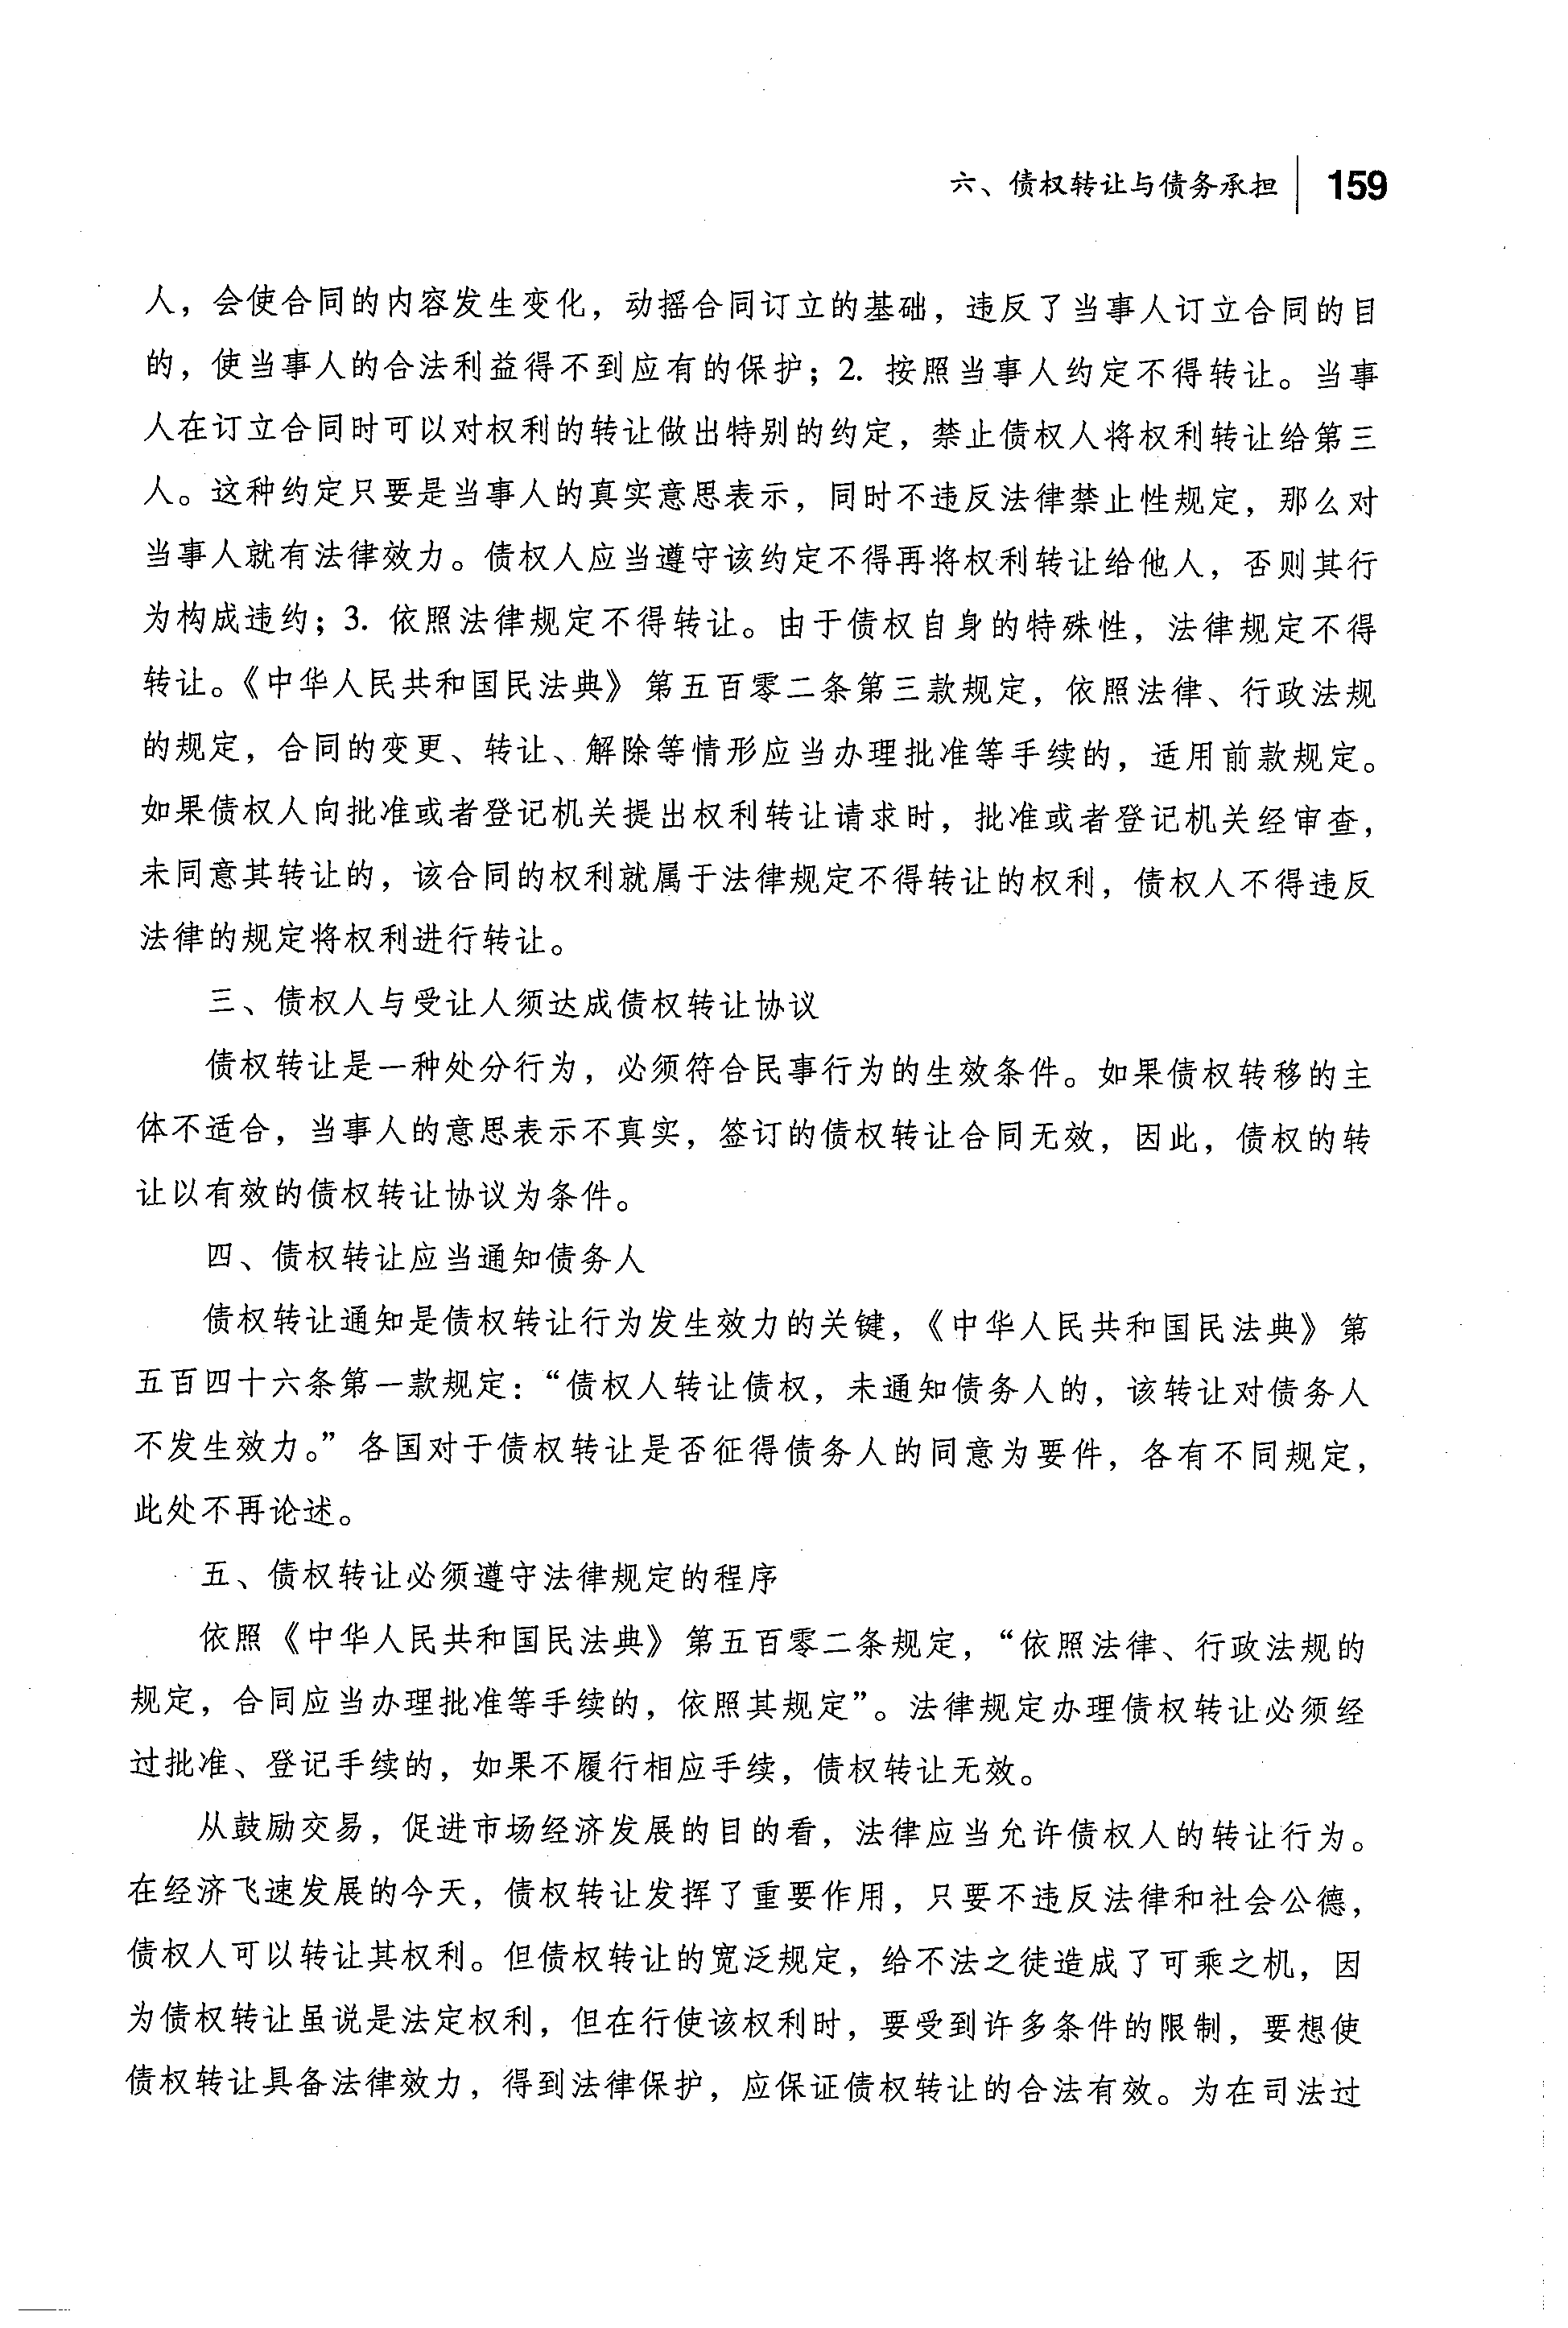 六、债权转让与债务承担 159
人，会使合同的内容发生变化，动摇合同订立的基础，违反了当事人订立合同的目
的，使当事人的合法利益得不到应有的保护；2. 按照当事人约定不得转让。当事
人在订立合同时可以对权利的转让做出特别的约定，禁止债权人将权利转让给第三
人。这种约定只要是当事人的真实意思表示，同时不违反法律禁止性规定，那么对
当事人就有法律效力。债权人应当遵守该约定不得再将权利转让给他人，否则其行
为构成违约；3. 依照法律规定不得转让。由于债权自身的特殊性，法律规定不得
转让。《中华人民共和国民法典》第五百零二条第三款规定，依照法律、行政法规
的规定，合同的变更、转让、解除等情形应当办理批准等手续的，适用前款规定。
如果债权人向批准或者登记机关提出权利转让请求时，批准或者登记机关经审查，
未同意其转让的，该合同的权利就属于法律规定不得转让的权利，债权人不得违反
法律的规定将权利进行转让。
三、债权人与受让人须达成债权转让协议
债权转让是一种处分行为，必须符合民事行为的生效条件。如果债权转移的主
体不适合，当事人的意思表示不真实，签订的债权转让合同无效，因此，债权的转
让以有效的债权转让协议为条件。
四、债权转让应当通知债务人
债权转让通知是债权转让行为发生效力的关键，《中华人民共和国民法典》第
五百四十六条第一款规定：“债权人转让债权，未通知债务人的，该转让对债务人
不发生效力。”各国对于债权转让是否征得债务人的同意为要件，各有不同规定，
此处不再论述。
五、债权转让必须遵守法律规定的程序
依照《中华人民共和国民法典》第五百零二条规定，“依照法律、行政法规的
规定，合同应当办理批准等手续的，依照其规定”。法律规定办理债权转让必须经
过批准、登记手续的，如果不履行相应手续，债权转让无效。
从鼓励交易，促进市场经济发展的目的看，法律应当允许债权人的转让行为。
在经济飞速发展的今天，债权转让发挥了重要作用，只要不违反法律和社会公德，
债权人可以转让其权利。但债权转让的宽泛规定，给不法之徒造成了可乘之机，因
为债权转让虽说是法定权利，但在行使该权利时，要受到许多条件的限制，要想使
债权转让具备法律效力，得到法律保护，应保证债权转让的合法有效。为在司法过